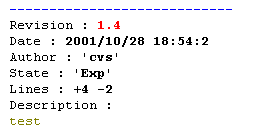 ----------------------------
Revision : 1.4
Date : 2001/10/28 18:54:2
Author : 'cvs'
State : 'Exp'
Lines : +4 -2
Description :
test